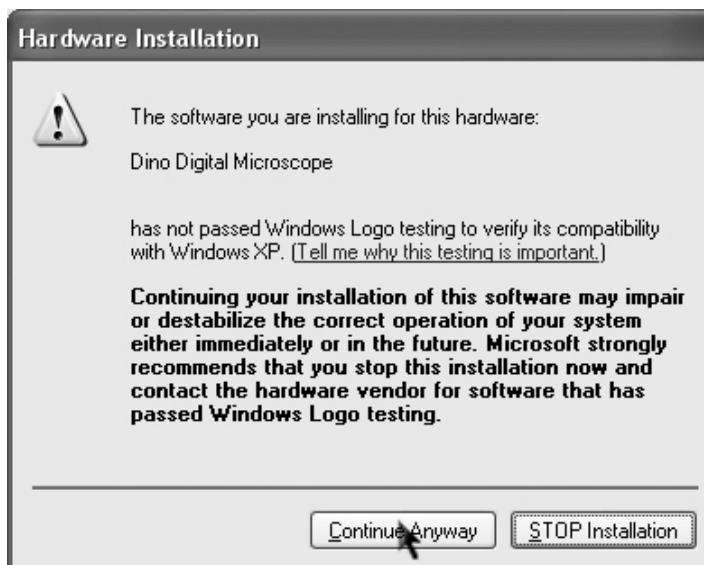 Hardware Installation
The software you are installing for this hardware:
Dino Digital Microscope
has not passed Windows Logo testing to verify its compatibility
with Windows XP. (Tell me why this testing is important.)
Continuing your installation of this software may impair
or destabilize the correct operation of your system
either immediately or in the future. Microsoft strongly
recommends that you stop this installation now and
contact the hardware vendor for software that has
passed Windows Logo testing.
Continue Anyway STOP Installation